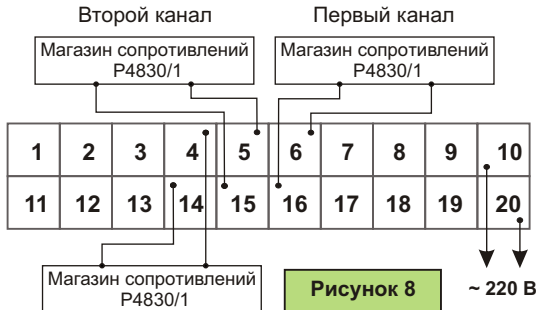 Второй канал
Первый канал
Магазин сопротивлений
Р4830/1
Магазин сопротивлений
Р4830/1
1 2 3 4 5 6 7 8 9 10
11 12 13 14 15 16 17 18 19 20
Магазин сопротивлений
Р4830/1
Рисунок 8
~ 220 В